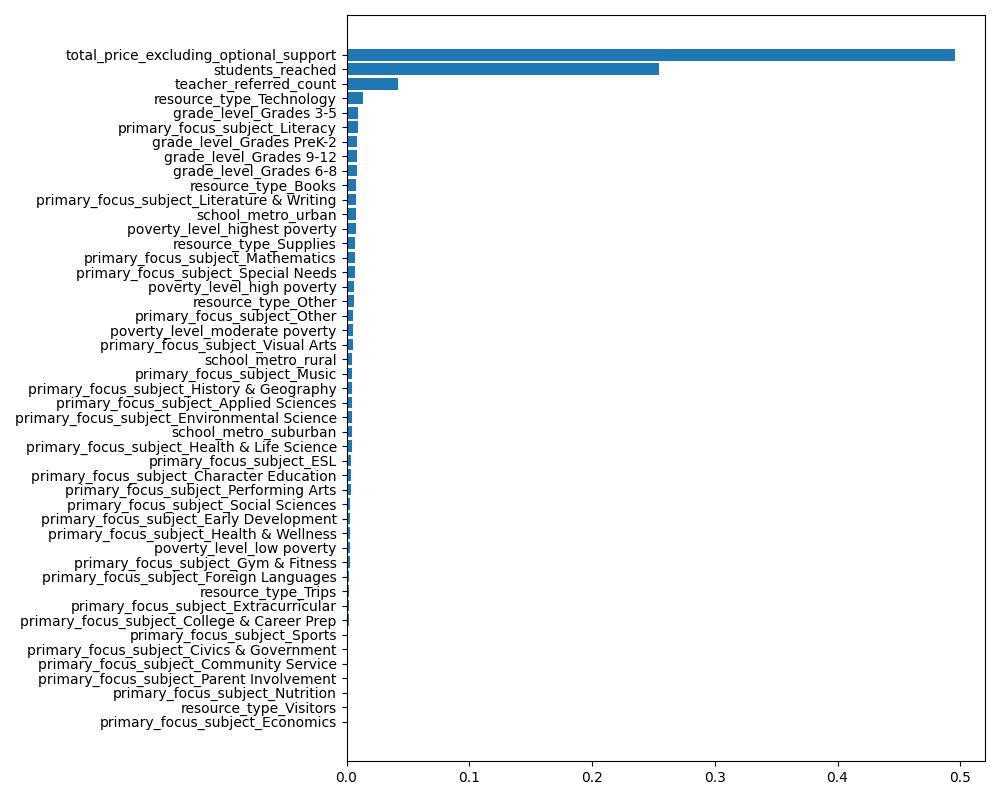 total_price_excluding_optional_support
students_reached
teacher_referred_count
resource_type_Technology
grade_level_Grades 3-5
primary_focus_subject_Literacy
grade_level_Grades PreK-2
grade_level_Grades 9-12
grade_level_Grades 6-8
resource_type_Books
primary_focus_subject_Literature & Writing
school_metro_urban
poverty_level_highest poverty
resource_type_Supplies
primary_focus_subject_Mathematics
primary_focus_subject_Special Needs
poverty_level_high poverty
resource_type_Other
primary_focus_subject_Other
poverty_level_moderate poverty
primary_focus_subject_Visual Arts
school_metro_rural
primary_focus_subject_Music
primary_focus_subject_History & Geography
primary_focus_subject_Applied Sciences
primary_focus_subject_Environmental Science
school_metro_suburban
primary_focus_subject_Health & Life Science
primary_focus_subject_ESL
primary_focus_subject_Character Education
primary_focus_subject_Performing Arts
primary_focus_subject_Social Sciences
primary_focus_subject_Early Development
primary_focus_subject_Health & Wellness
poverty_level_low poverty
primary_focus_subject_Gym & Fitness
primary_focus_subject_Foreign Languages
resource_type_Trips
primary_focus_subject_Extracurricular
primary_focus_subject_College & Career Prep
primary_focus_subject_Sports
primary_focus_subject_Civics & Government
primary_focus_subject_Community Service
primary_focus_subject_Parent Involvement
primary_focus_subject_Nutrition
resource_type_Visitors
primary_focus_subject_Economics
0.0 0.1 0.2 0.3 0.4 0.5